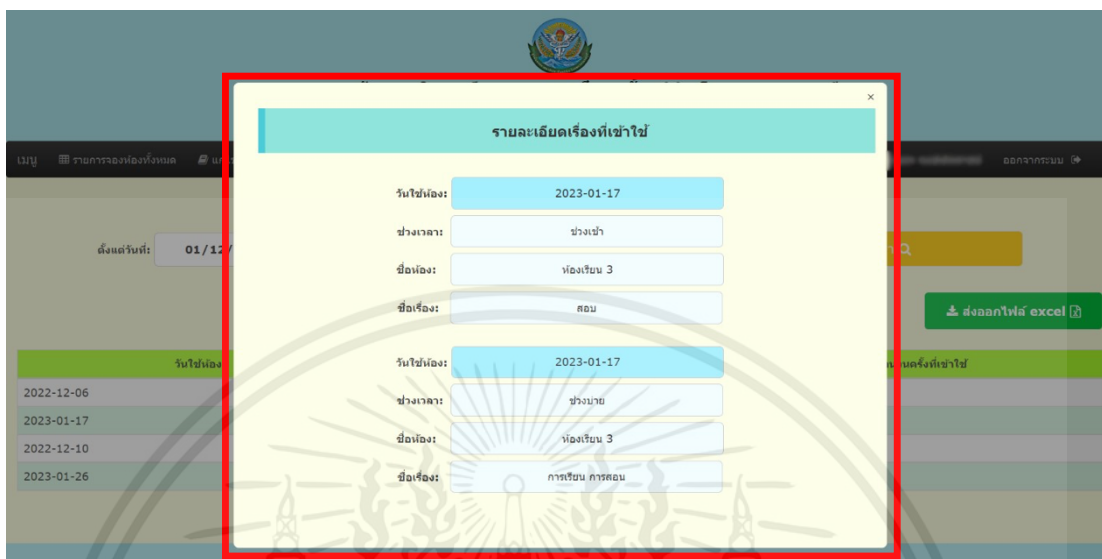 ×
รายละเอียดเรื่องที่เข้าใช้
เมนู รายการจองห้องทั้งหมด ออกจากระบบ
วันใช้ห้อง: 2023-01-17
ช่วงเวลา: ช่วงเช้า
ตั้งแต่วันที่: 01/12/
ชื่อห้อง: ห้องเรียน 3
ชื่อเรื่อง: สอบ
ส่งออกไฟล์ excel
วันใช้ห้อง
วันใช้ห้อง: 2023-01-17
นครั้งที่เข้าใช้
2022-12-06
ช่วงเวลา: ช่วงบ่าย
2023-01-17
ชื่อห้อง: ห้องเรียน 3
2022-12-10
2023-01-26
ชื่อเรื่อง: การเรียน การสอน